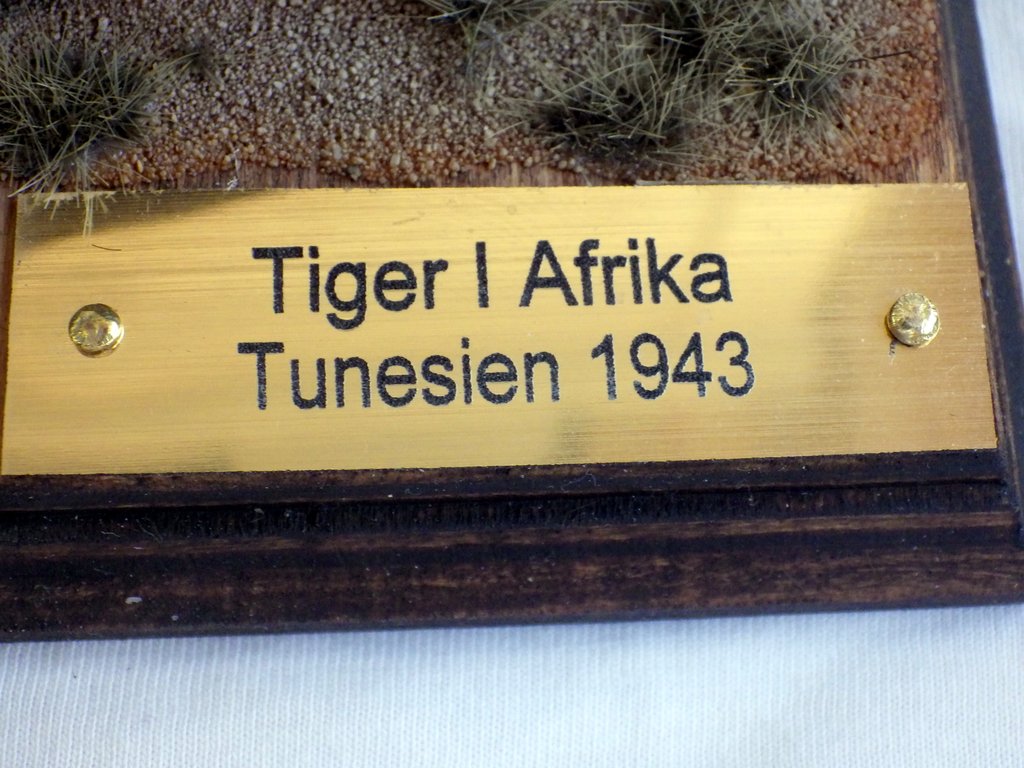 Tiger I Afrika
Tunesien 1943